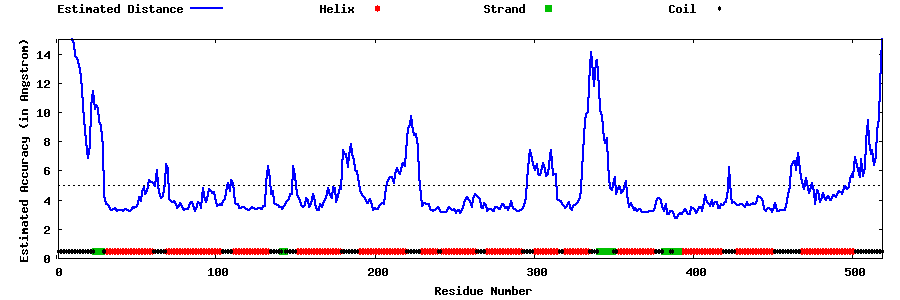 Estimated Distance Helix Strand Coil
Estimated Accuracy (in Angstrom)
14
12
10
8
6
4
2
0
0 100 200 300 400 500
Residue Number